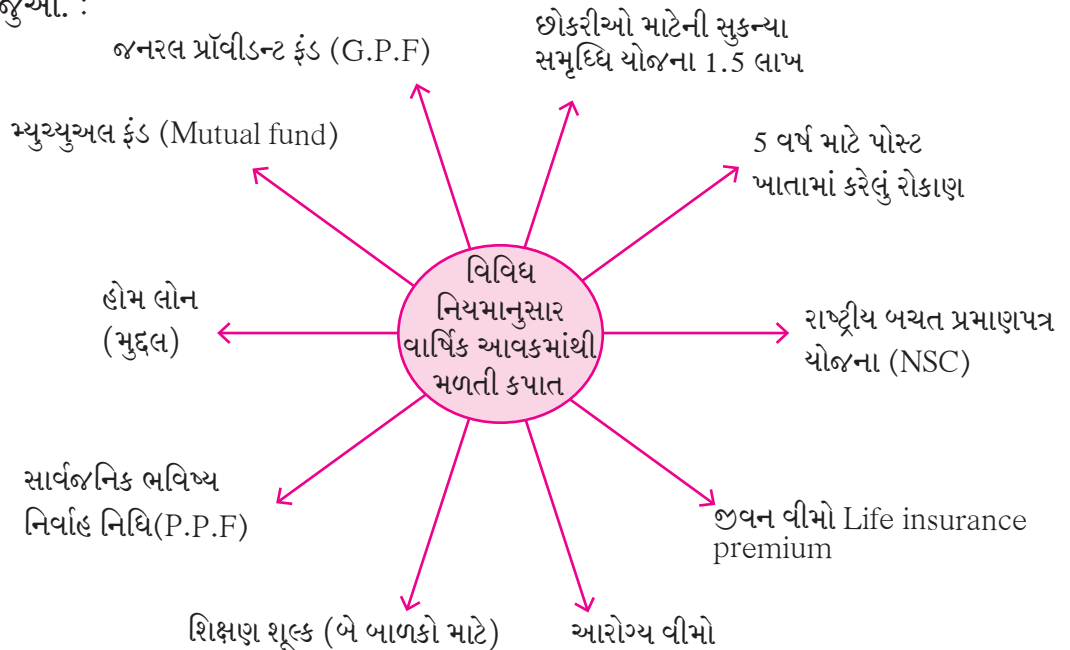 જુઓ. :
જનરલ પ્રૉવીડન્ટ ફંડ (G.P.F)
છોકરીઓ માટેની સુકન્યા
સમૃધ્ધિ યોજના 1.5 લાખ
મ્યુચ્યુઅલ ફંડ (Mutual fund)
5 વર્ષ માટે પોસ્ટ
ખાતામાં કરેલું રોકાણ
વિવિધ
નિયમાનુસાર
વાર્ષિક આવકમાંથી
મળતી કપાત
હોમ લોન
(મુદ્દલ)
રાષ્ટ્રીય બચત પ્રમાણપત્ર
યોજના (NSC)
સાર્વજનિક ભવિષ્ય
નિર્વાહ નિધિ(P.P.F)
જીવન વીમો Life insurance
premium
શિક્ષણ શૂલ્ક (બે બાળકો માટે)
આરોગ્ય વીમો